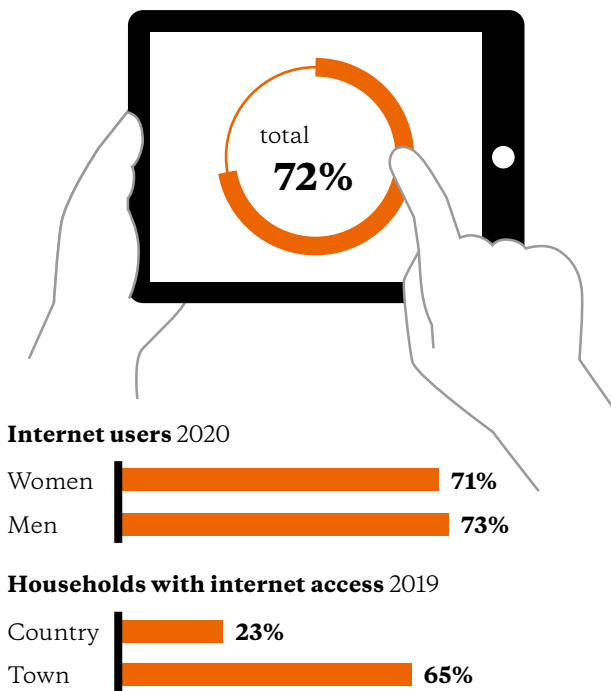 total
72%
Internet users 2020
Women 71%
Men 73%
Households with internet access 2019
Country 23%
Town 65%